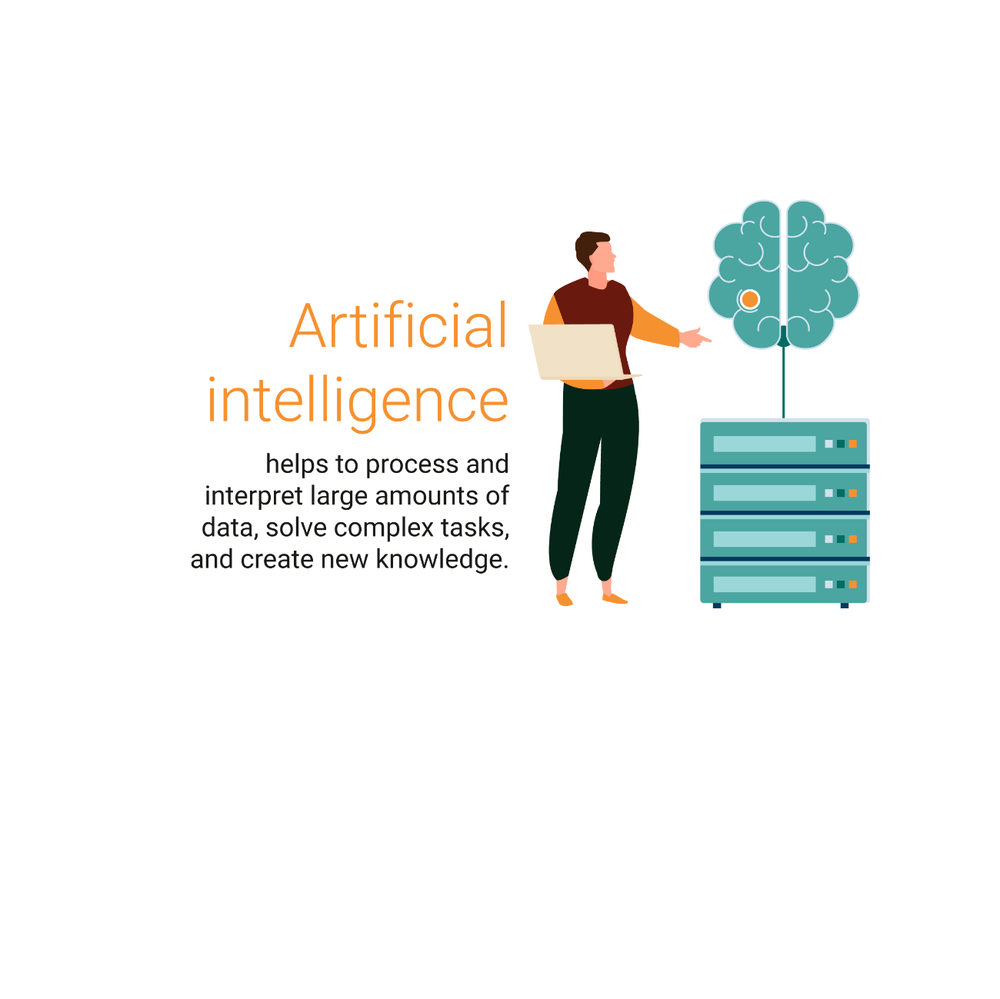 Artificial
intelligence
helps to process and
interpret large amounts of
data, solve complex tasks,
and create new knowledge.